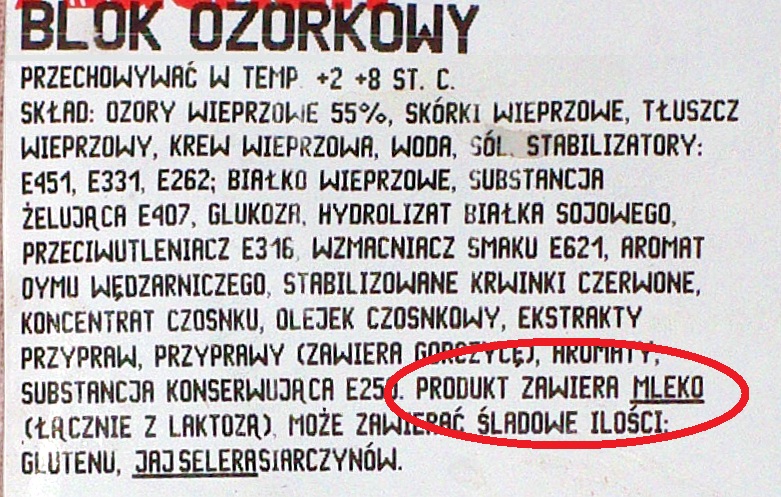 BLOK OZORKOWY
PRZECHOWYWAĆ W TEMP. +2 +8 ST. C.
SKŁAD: OZORY WIEPRZOWE 55%, SKÓRKI WIEPRZOWE, TŁUSZCZ
WIEPRZOWY, KREW WIEPRZOWA, WODA, SÓL, STABILIZATORY:
E451, E331, E262; BIAŁKO WIEPRZOWE, SUBSTANCJA
ŻELUJĄCA E407, GLUKOZA, HYDROLIZAT BIAŁKA SOJOWEGO,
PRZECIWUTLENIACZ E316, WZMACNIACZ SMAKU E621, AROMAT
DYMU WĘDZARNICZEGO, STABILIZOWANE KRWINKI CZERWONE,
KONCENTRAT CZOSNKU, OLEJEK CZOSNKOWY, EKSTRAKTY
PRZYPRAW, PRZYPRAWY (ZAWIERA GORCZYCĘ), AROMATY,
SUBSTANCJA KONSERWUJĄCA E250. PRODUKT ZAWIERA MLEKO
(ŁĄCZNIE Z LAKTOZĄ), MOŻE ZAWIERAĆ ŚLADOWE ILOŚCI:
GLUTENU, JAJ SELERA SIARCZYNÓW.